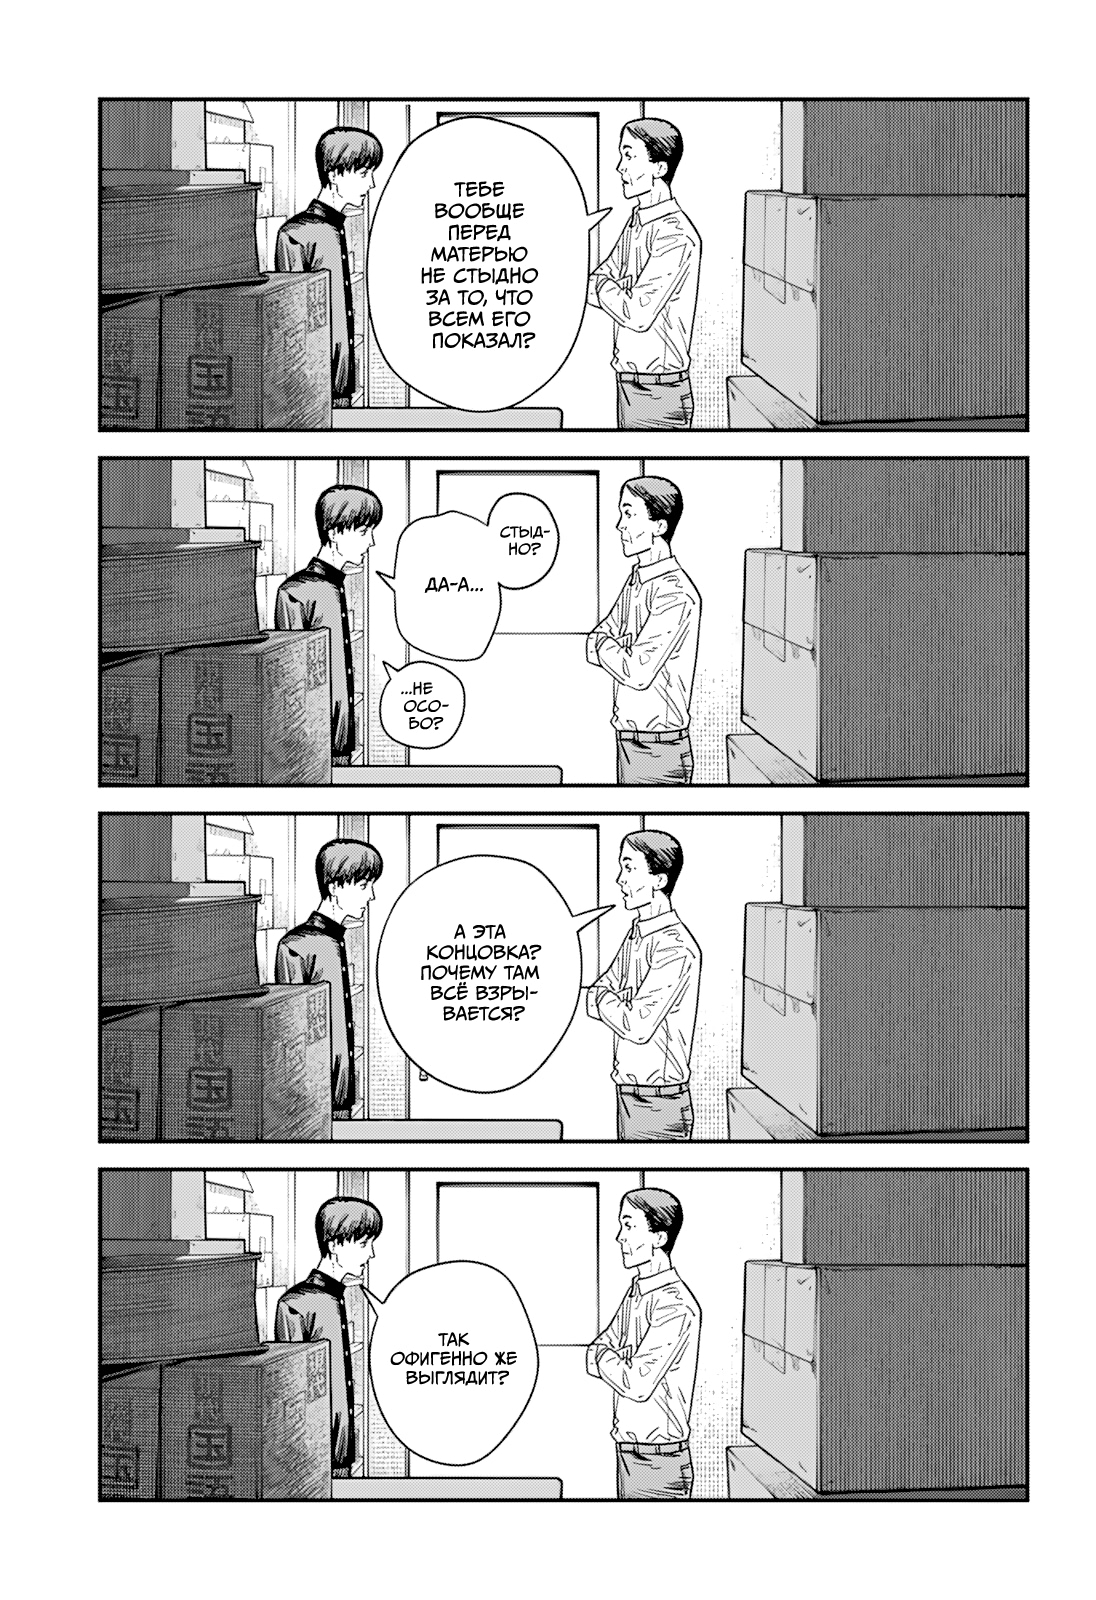 ТЕБЕ
ВООБЩЕ
ПЕРЕД
МАТЕРЬЮ
НЕ СТЫДНО
ЗА ТО, ЧТО
ВСЕМ ЕГО
ПОКАЗАЛ?
СТЫД-
НО?
ДА-А...
...НЕ
ОСО-
БО?
А ЭТА
КОНЦОВКА?
ПОЧЕМУ ТАМ
ВСЁ ВЗРЫ-
ВАЕТСЯ?
ТАК
ОФИГЕННО ЖЕ
ВЫГЛЯДИТ?